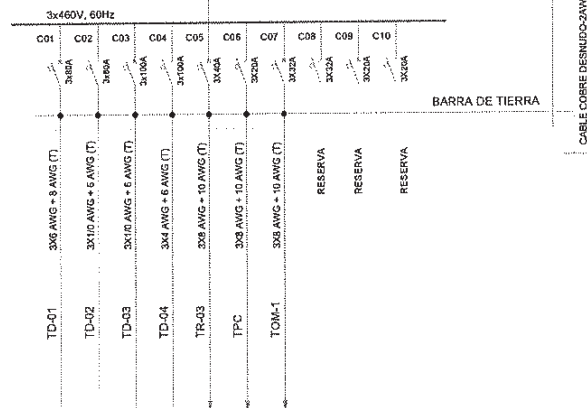 3x460V, 60Hz
C01 C02 C03 C04 C05 C06 C07 C08 C09 C10
3x80A 3x60A 3x100A 3x100A 3X40A 3X20A 3X32A 3X32A 3X20A 3X20A
BARRA DE TIERRA
CABLE COBRE DESNUDO-2AW
3X6 AWG + 8 AWG (T)
3X1/0 AWG + 6 AWG (T)
3X1/0 AWG + 6 AWG (T)
3X4 AWG + 6 AWG (T)
3X8 AWG + 10 AWG (T)
3X8 AWG + 10 AWG (T)
3X8 AWG + 10 AWG (T)
RESERVA
RESERVA
RESERVA
TD-01
TD-02
TD-03
TD-04
TR-03
TPC
TOM-1